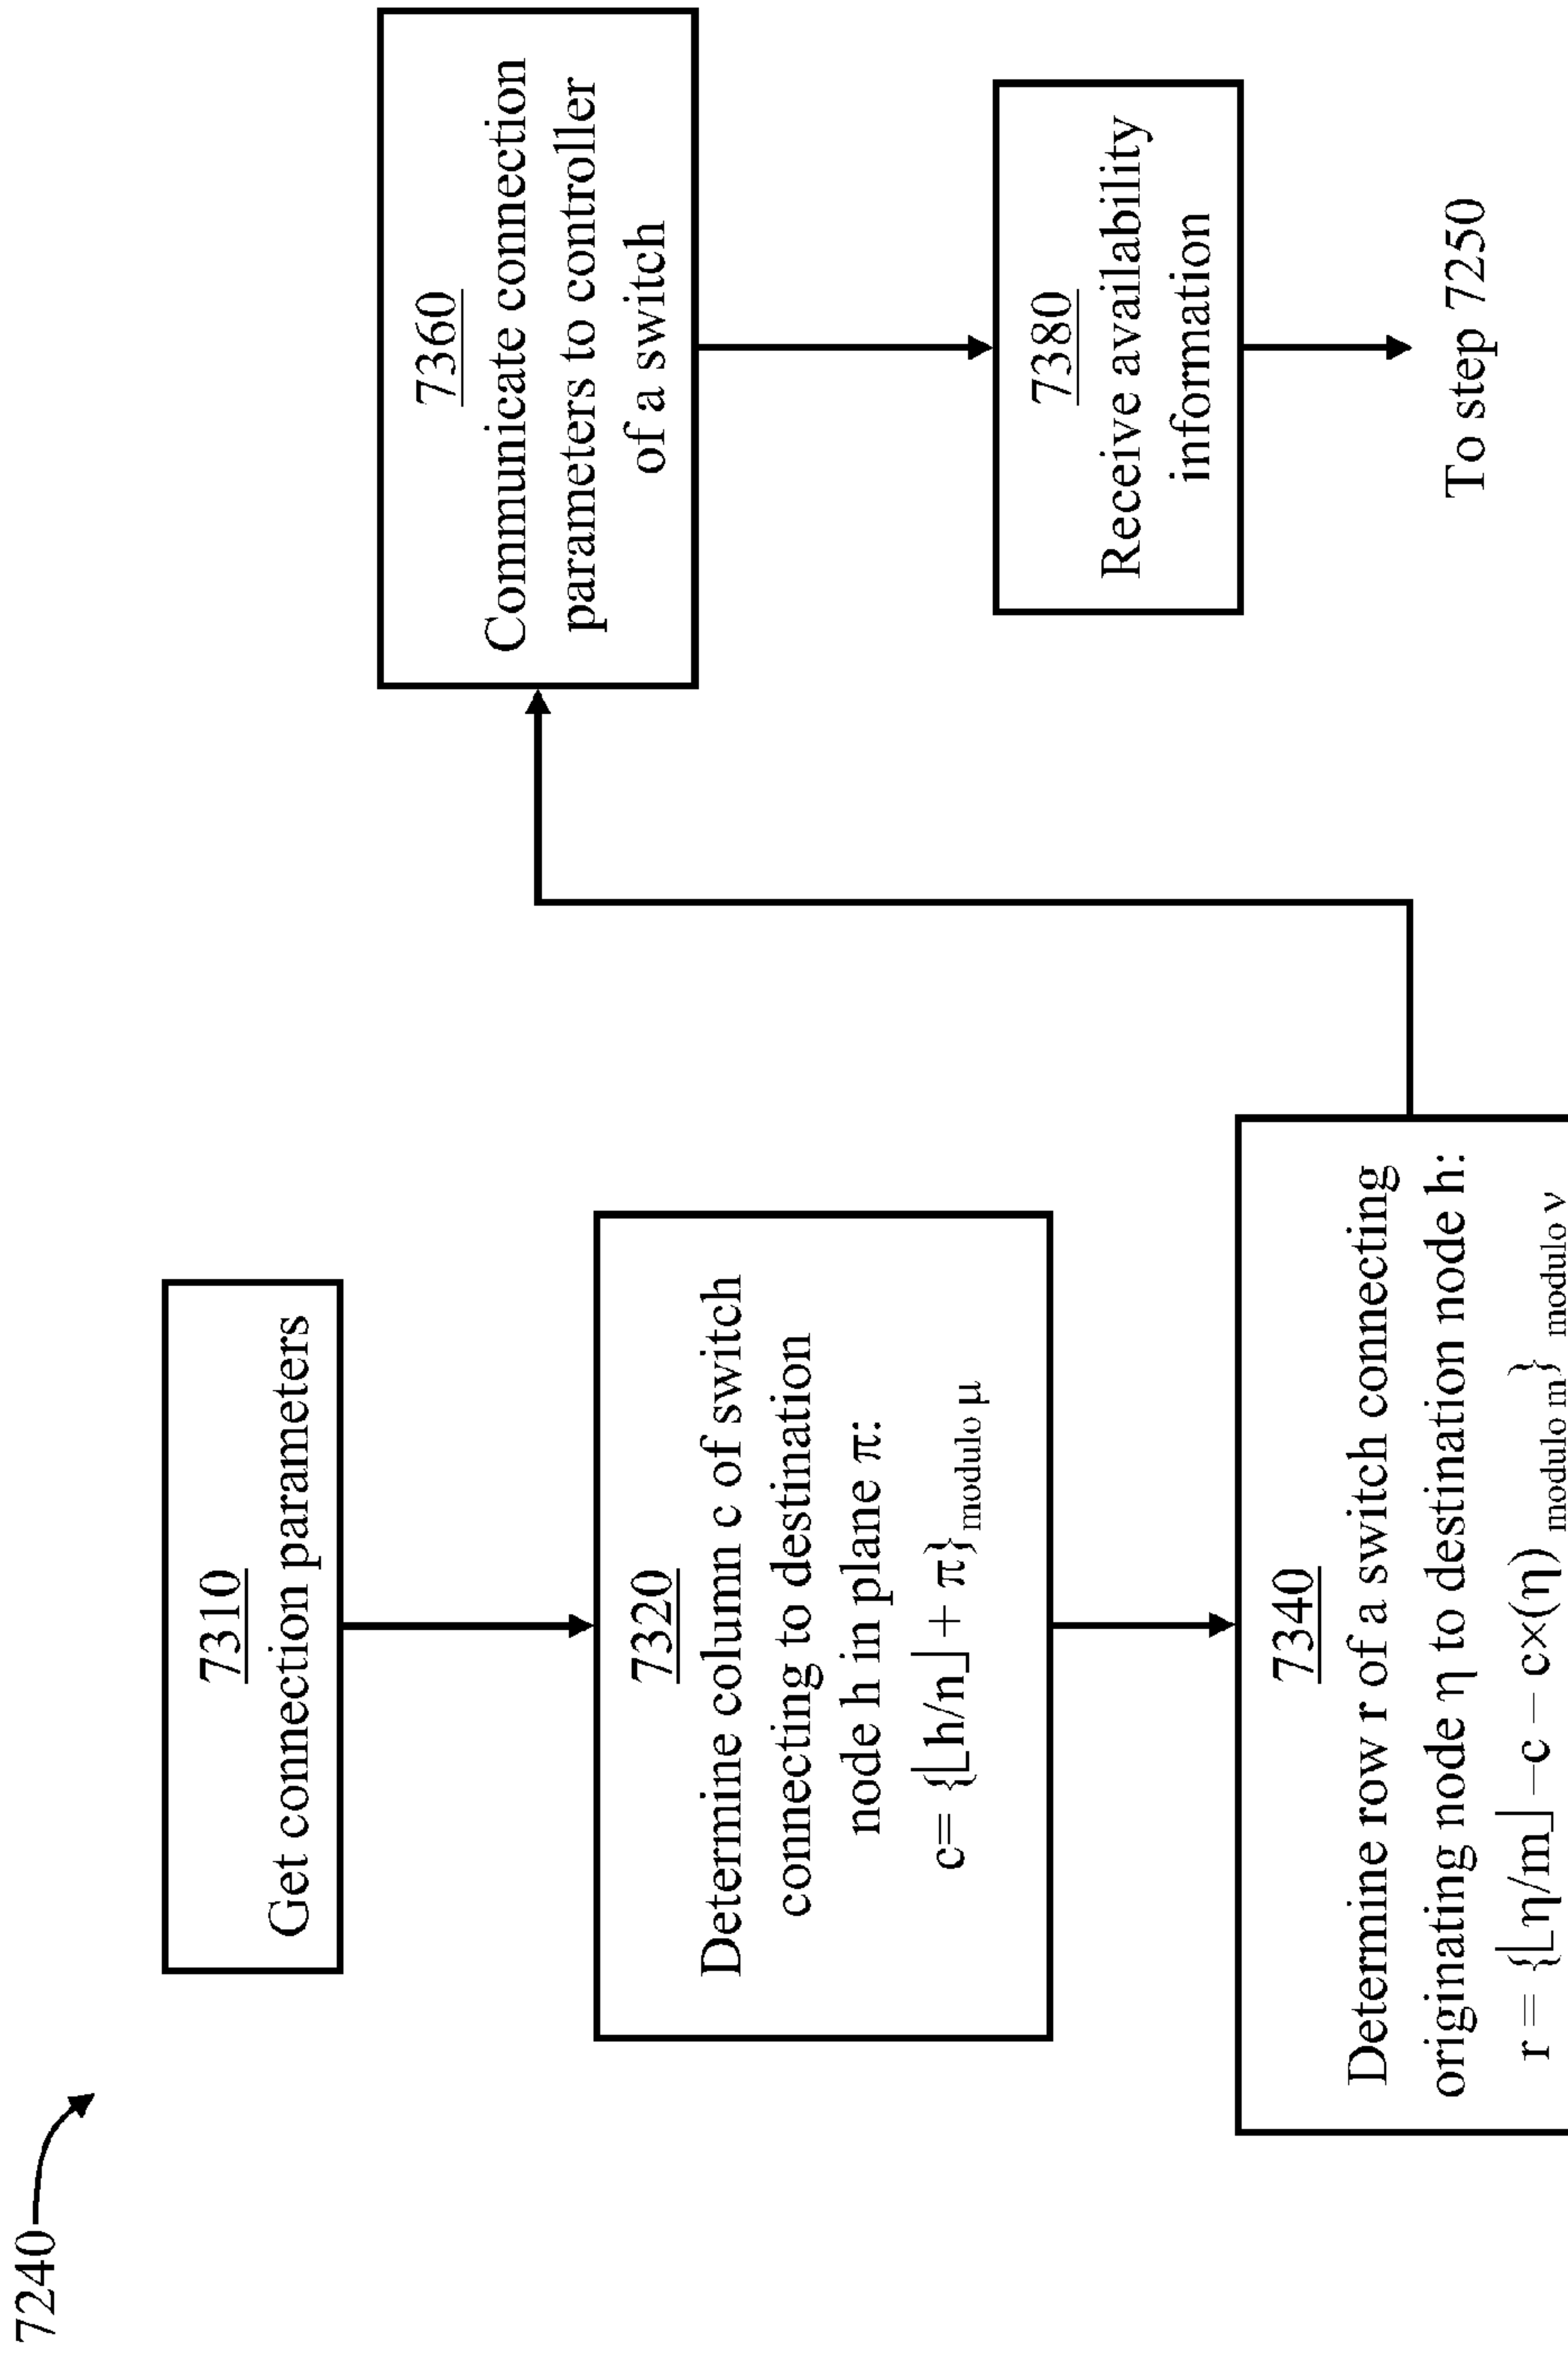 7240
7310
Get connection parameters
7320
Determine column c of switch
connecting to destination
node h in plane π:
c= {⌊h/n⌋ + π} modulo μ
7340
Determine row r of a switch connecting
originating node η to destination node h:
r = {⌊η/m⌋ –c – c×(η) modulo m} modulo ν
7360
Communicate connection
parameters to controller
of a switch
7380
Receive availability
information
To step 7250